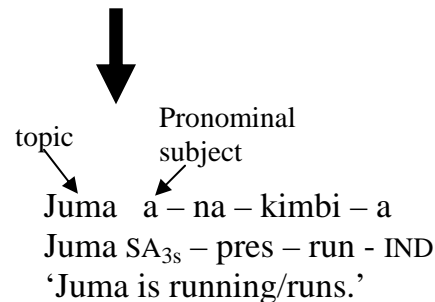 topic
Pronominal
subject
Juma a – na – kimbi – a
Juma SA3s – pres – run - IND
‘Juma is running/runs.’